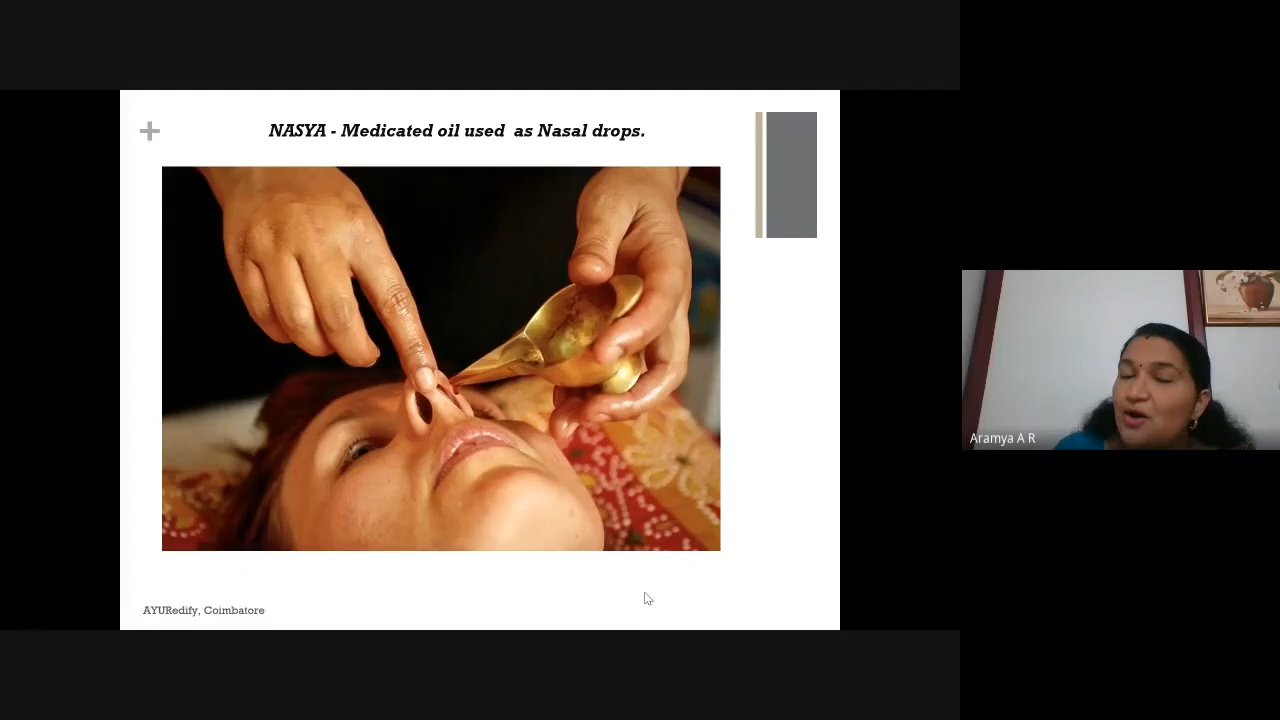 NASYA - Medicated oil used as Nasal drops.
Aramya A R
AYURedify, Coimbatore